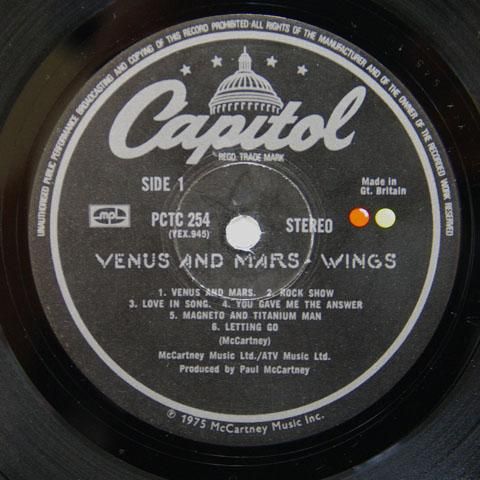 UNAUTHORISED PUBLIC PERFORMANCE BROADCASTING AND COPYING OF THIS RECORD PROHIBITED·ALL RIGHTS OF THE MANUFACTURER AND OF THE OWNER OF THE RECORDED WORK RESERVED
Capitol
REGD. TRADE MARK
SIDE 1
Made in
Gt. Britain
mpl
PCTC 254
STEREO
(YEX.945)
VENUS AND MARS · WINGS
1. VENUS AND MARS. 2. ROCK SHOW
3. LOVE IN SONG. 4. YOU GAVE ME THE ANSWER
5. MAGNETO AND TITANIUM MAN
6. LETTING GO
(McCartney)
McCartney Music Ltd./ATV Music Ltd.
Produced by Paul McCartney
℗ 1975 McCartney Music Inc.